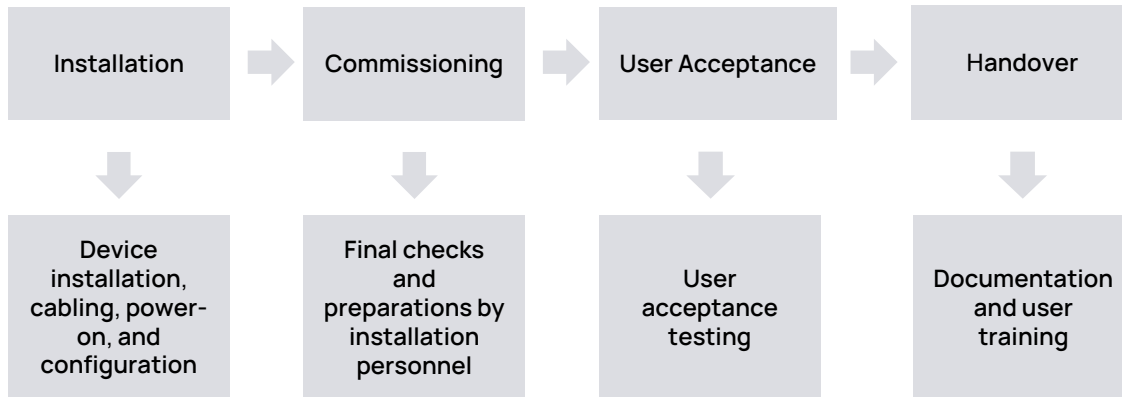 Installation
Commissioning
User Acceptance
Handover
Device
installation,
cabling, power-
on, and
configuration
Final checks
and
preparations by
installation
personnel
User
acceptance
testing
Documentation
and user
training